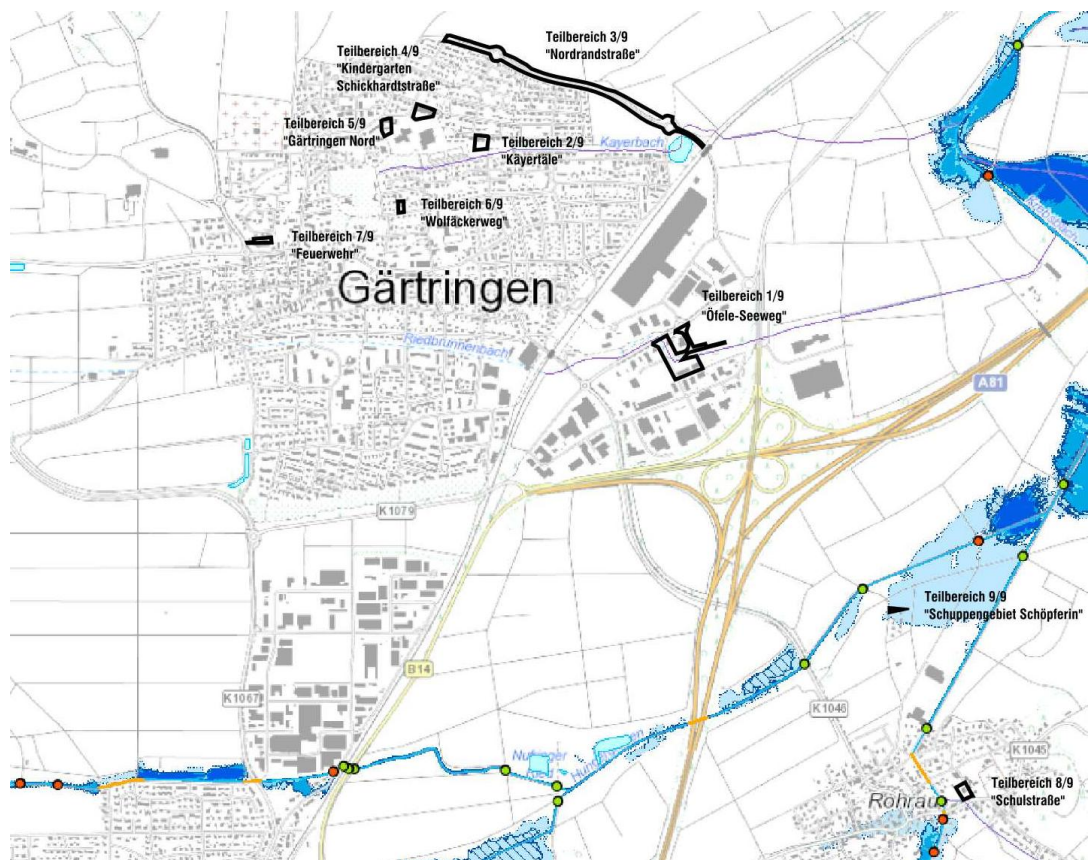 Teilbereich 3/9
"Nordrandstraße"
Teilbereich 4/9
"Kindergarten
Schickhardtstraße"
Teilbereich 5/9
"Gärtringen Nord"
Teilbereich 2/9
"Käyertäle"
Kayerbach
Teilbereich 6/9
"Wolfäckerweg"
Teilbereich 7/9
"Feuerwehr"
Gärtringen
Teilbereich 1/9
"Öfele-Seeweg"
Riedbrunnenbach
A81
K1079
Teilbereich 9/9
"Schuppengebiet Schöpferin"
B14
K1067
K1046
K1045
Teilbereich 8/9
"Schulstraße"
Rohrau